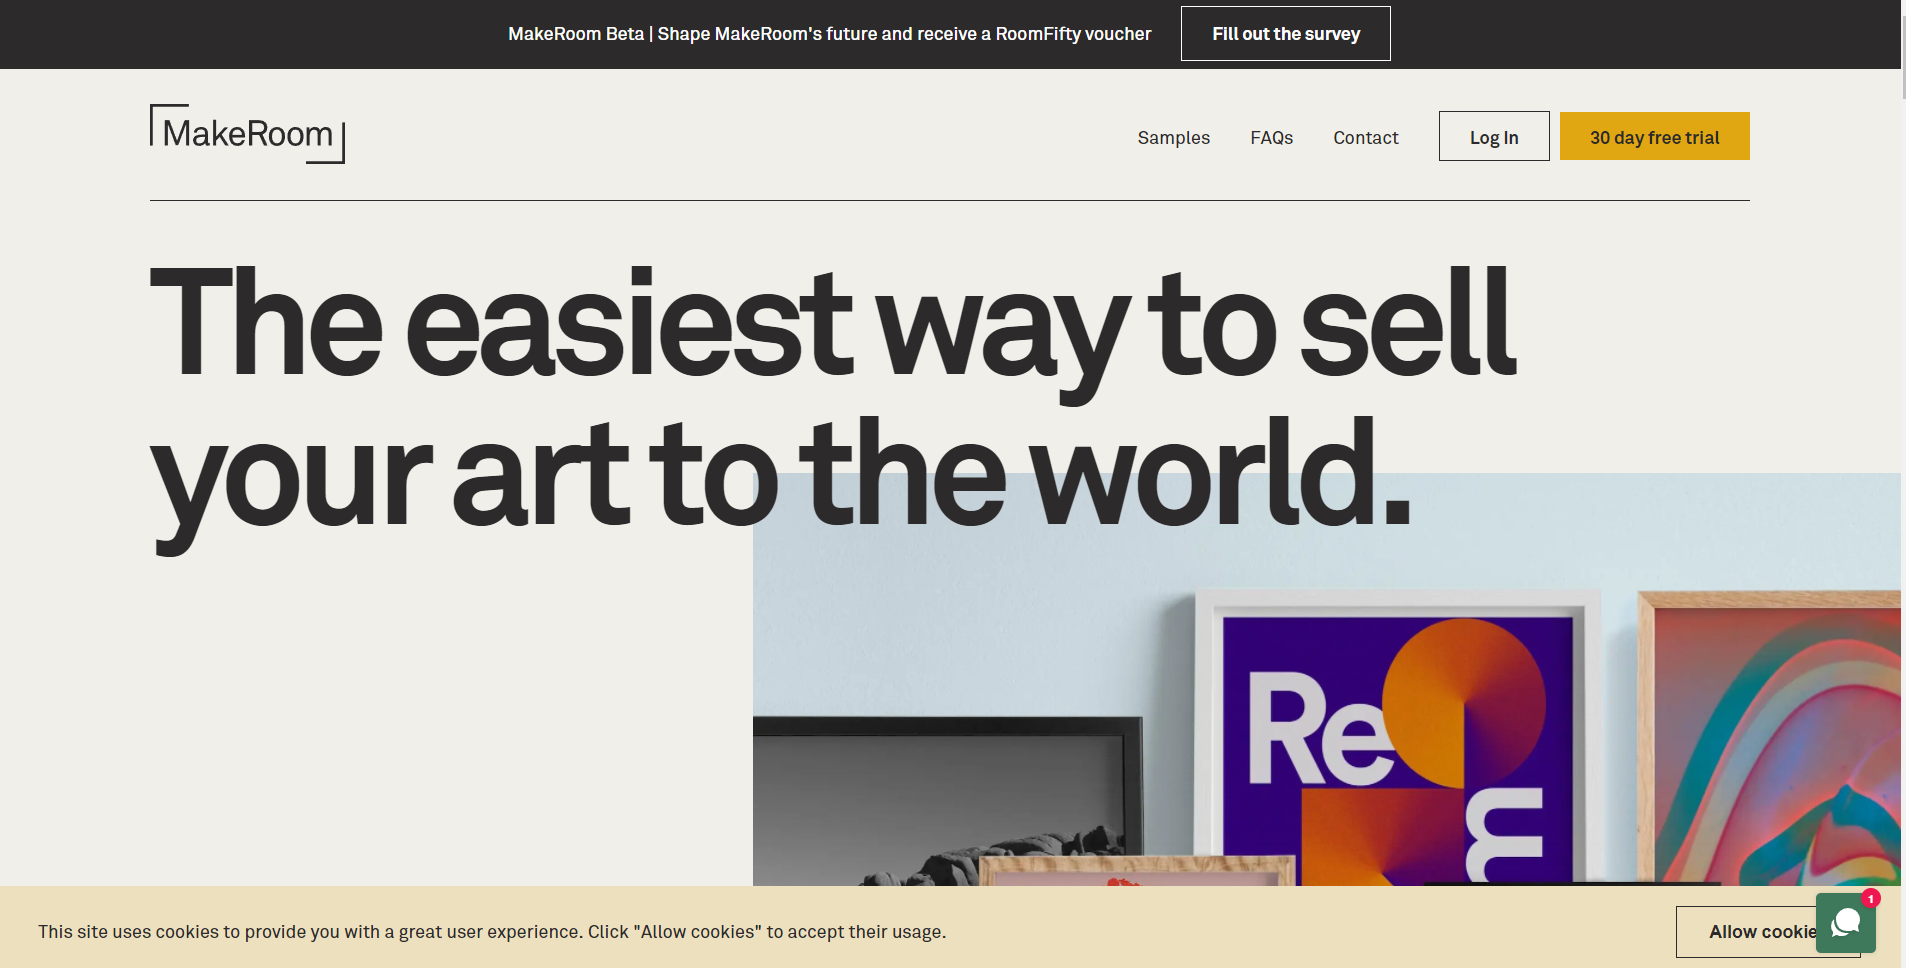 MakeRoom Beta | Shape MakeRoom's future and receive a RoomFifty voucher
Fill out the survey
MakeRoom
Samples
FAQs
Contact
Log In
30 day free trial
The easiest way to sell
your art to the world.
Re
m
This site uses cookies to provide you with a great user experience. Click "Allow cookies" to accept their usage.
Allow cookie
1